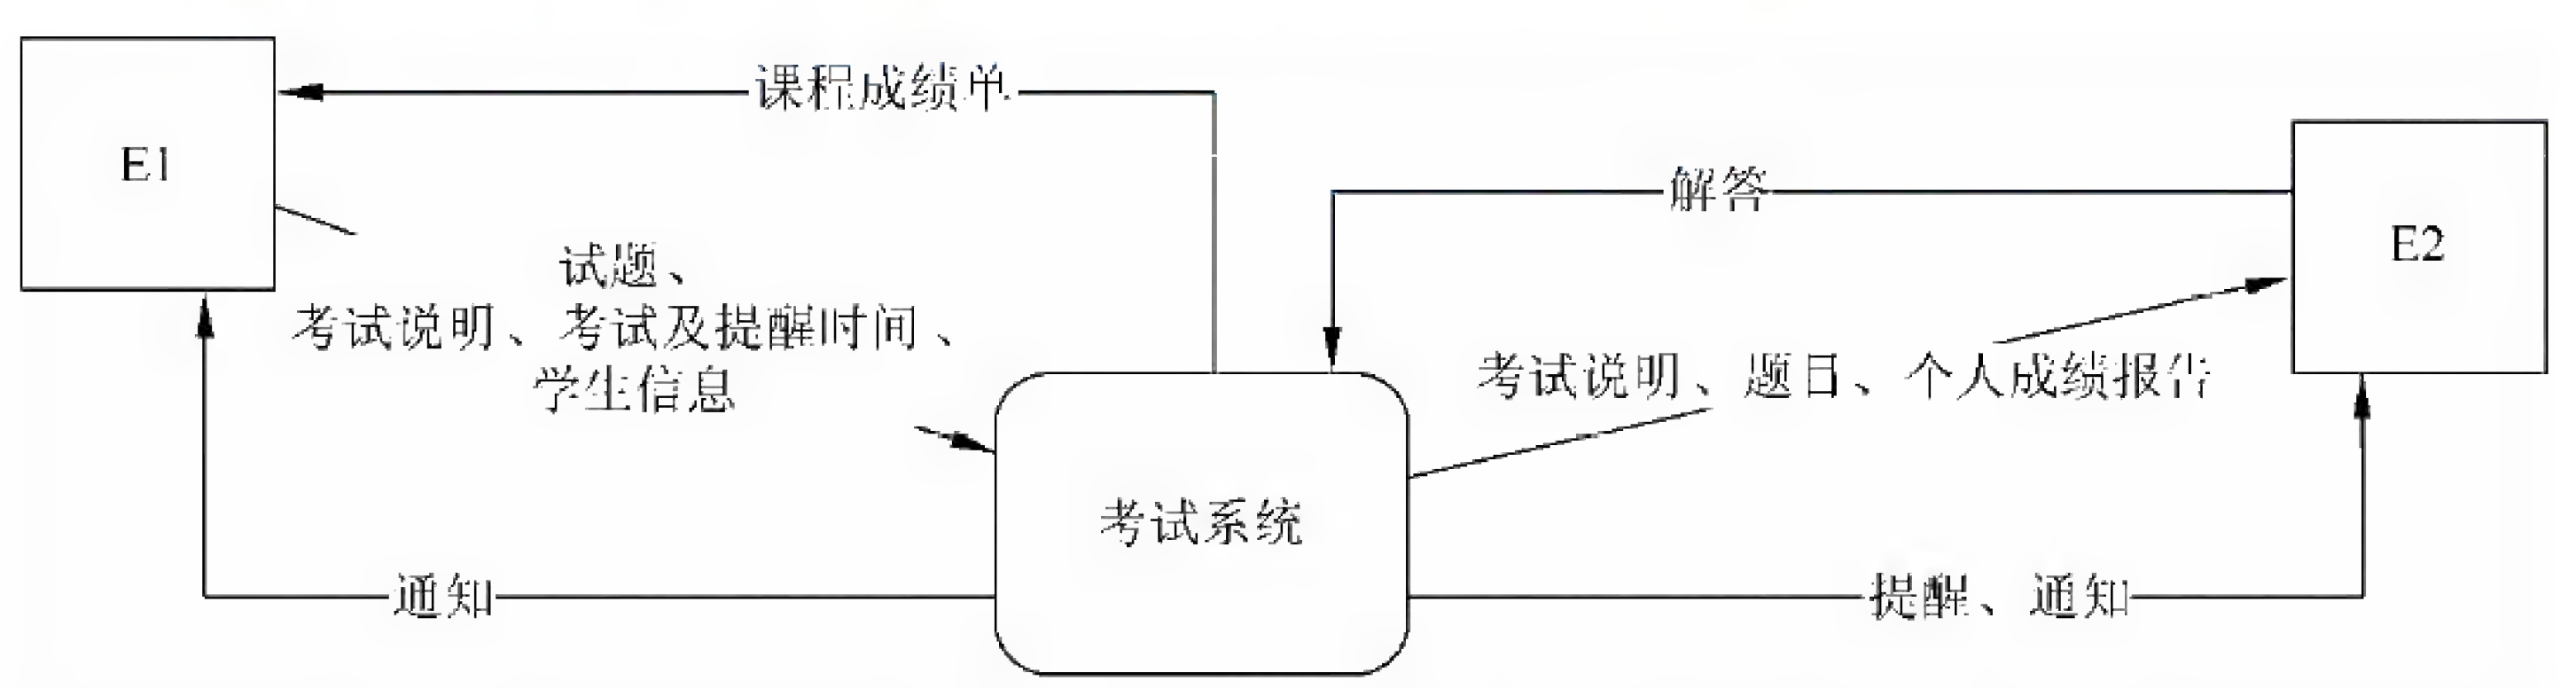 课程成绩单
E1
解答
E2
试题、
考试说明、考试及提醒时间、
学生信息
考试说明、题目、个人成绩报告
考试系统
通知
提醒、通知